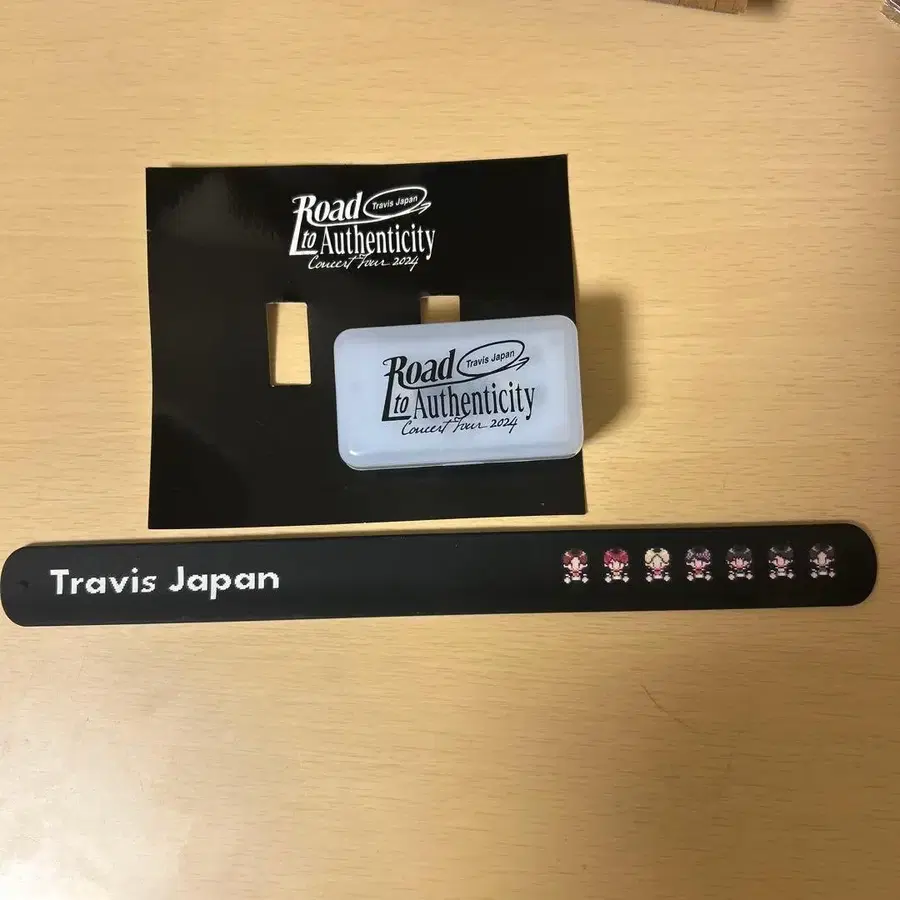 Road Travis Japan
to Authenticity
Concert Tour 2024
Road Travis Japan
to Authenticity
Concert Tour 2024
Travis Japan